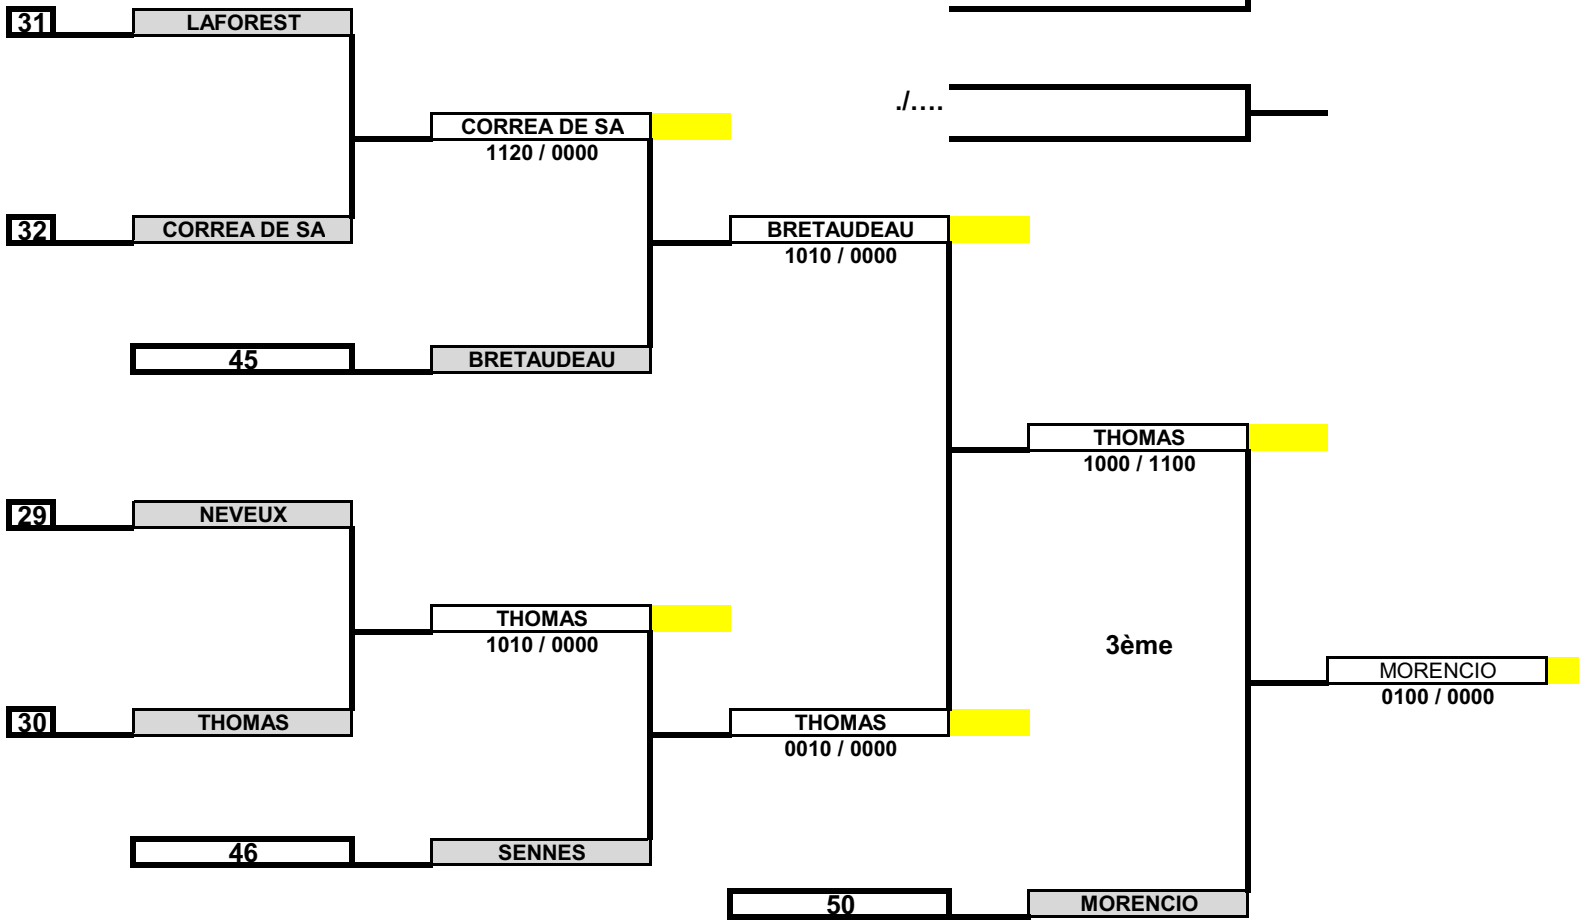 31 LAFOREST
./….
CORREA DE SA
1120 / 0000
32 CORREA DE SA
BRETAUDEAU
1010 / 0000
45 BRETAUDEAU
THOMAS
1000 / 1100
29 NEVEUX
THOMAS
1010 / 0000
3ème
MORENCIO
0100 / 0000
30 THOMAS
THOMAS
0010 / 0000
46 SENNES
50 MORENCIO